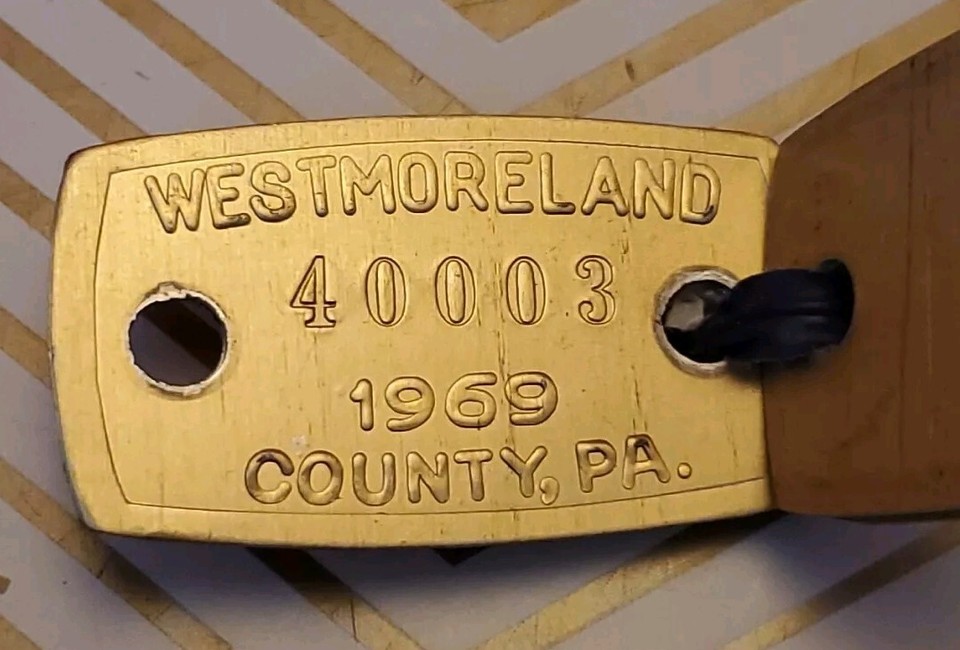 WESTMORELAND
40003
1969
COUNTY, PA.